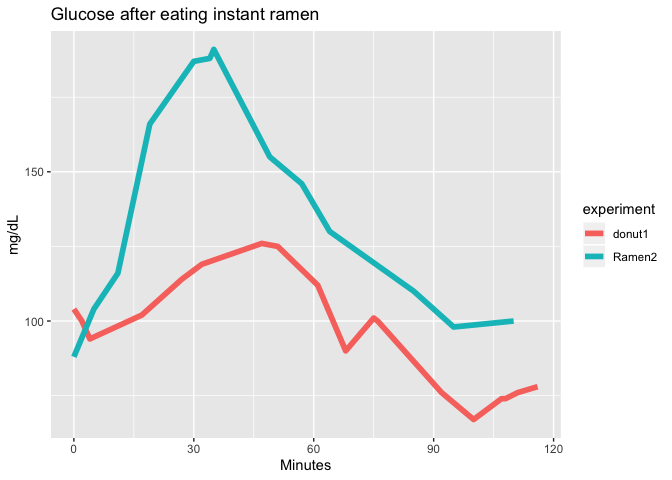 Glucose after eating instant ramen
mg/dL
150
100
0 30 60 90 120
Minutes
experiment
donut1
Ramen2